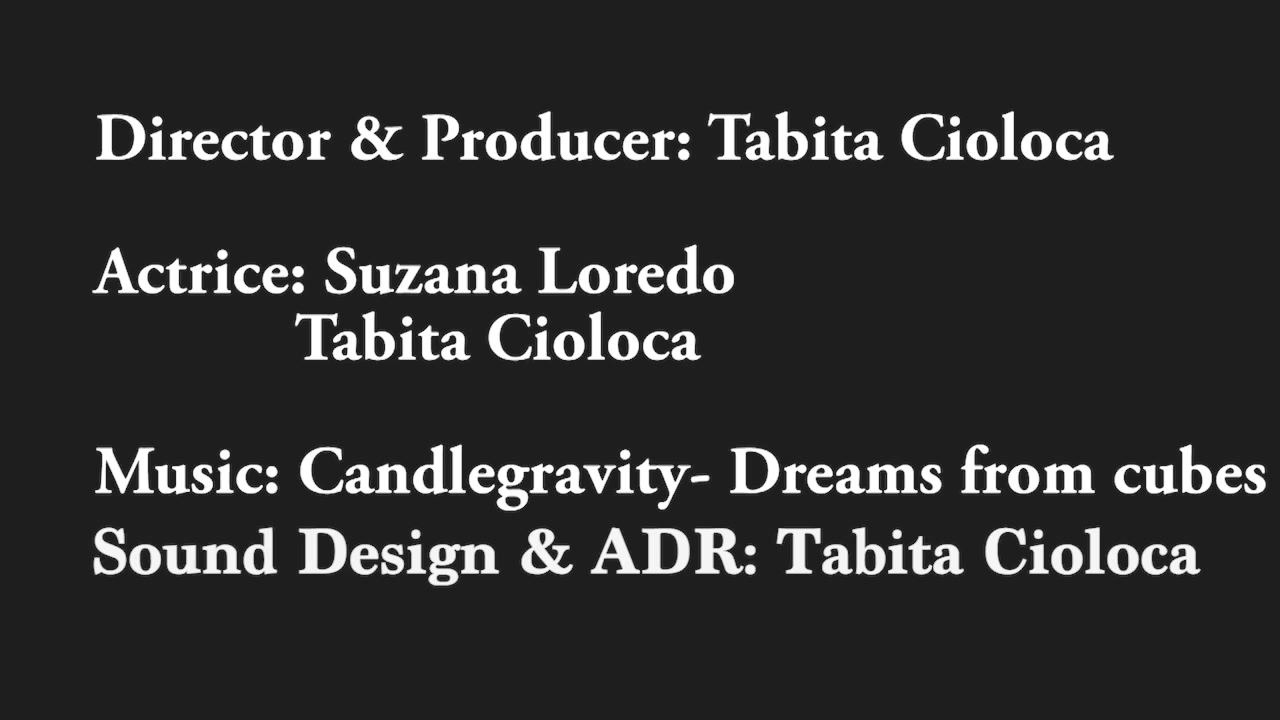 Director & Producer: Tabita Cioloca
Actrice: Suzana Loredo
Tabita Cioloca
Music: Candlegravity- Dreams from cubes
Sound Design & ADR: Tabita Cioloca